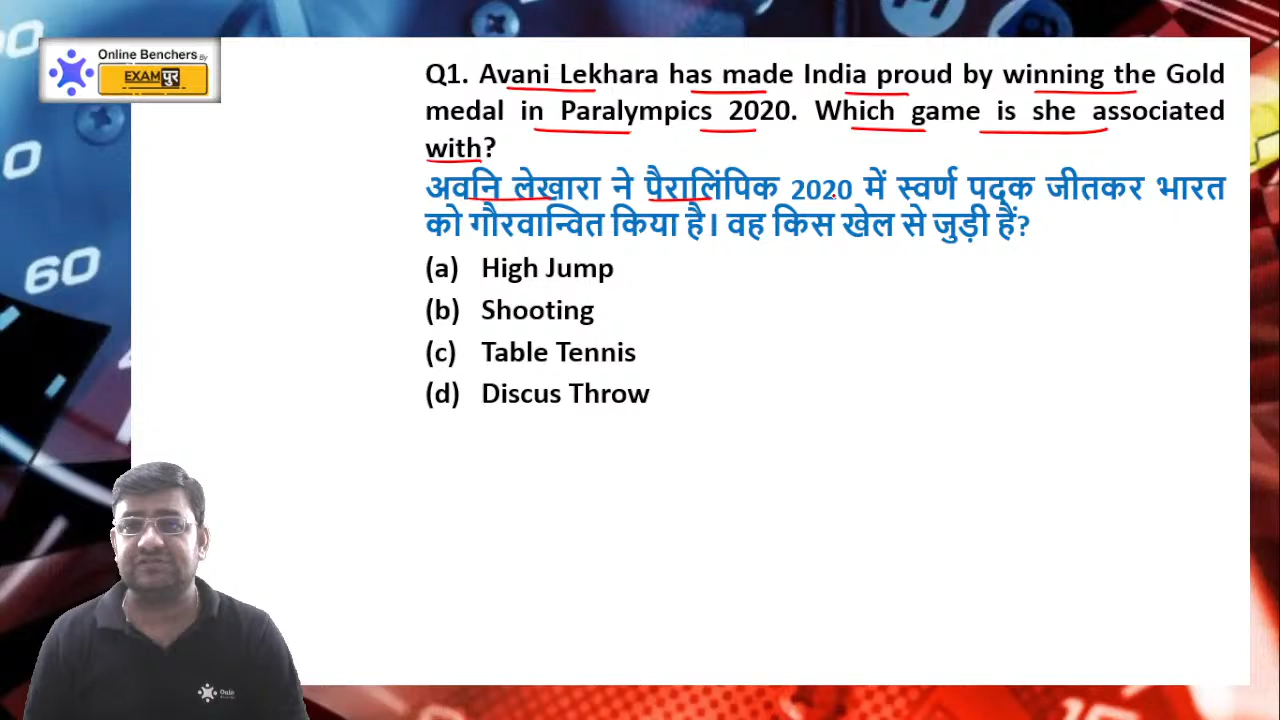 Online Benchers By
EXAMपुर
Q1. Avani Lekhara has made India proud by winning the Gold
medal in Paralympics 2020. Which game is she associated
with?
अवनि लेखारा ने पैरालिंपिक 2020 में स्वर्ण पदक जीतकर भारत
को गौरवान्वित किया है। वह किस खेल से जुड़ी हैं?
(a) High Jump
(b) Shooting
(c) Table Tennis
(d) Discus Throw
60